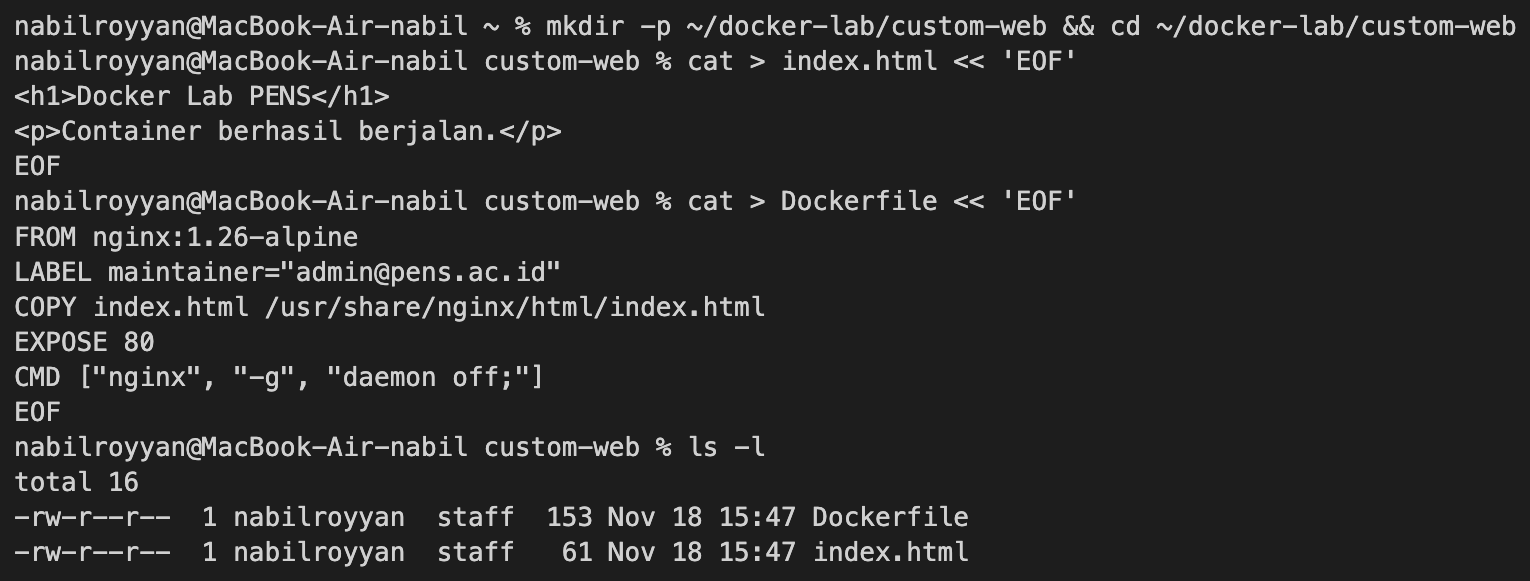 nabilroyyan@MacBook-Air-nabil ~ % mkdir -p ~/docker-lab/custom-web && cd ~/docker-lab/custom-web
nabilroyyan@MacBook-Air-nabil custom-web % cat > index.html << 'EOF'
<h1>Docker Lab PENS</h1>
<p>Container berhasil berjalan.</p>
EOF
nabilroyyan@MacBook-Air-nabil custom-web % cat > Dockerfile << 'EOF'
FROM nginx:1.26-alpine
LABEL maintainer="admin@pens.ac.id"
COPY index.html /usr/share/nginx/html/index.html
EXPOSE 80
CMD ["nginx", "-g", "daemon off;"]
EOF
nabilroyyan@MacBook-Air-nabil custom-web % ls -l
total 16
-rw-r--r--  1 nabilroyyan  staff  153 Nov 18 15:47 Dockerfile
-rw-r--r--  1 nabilroyyan  staff   61 Nov 18 15:47 index.html